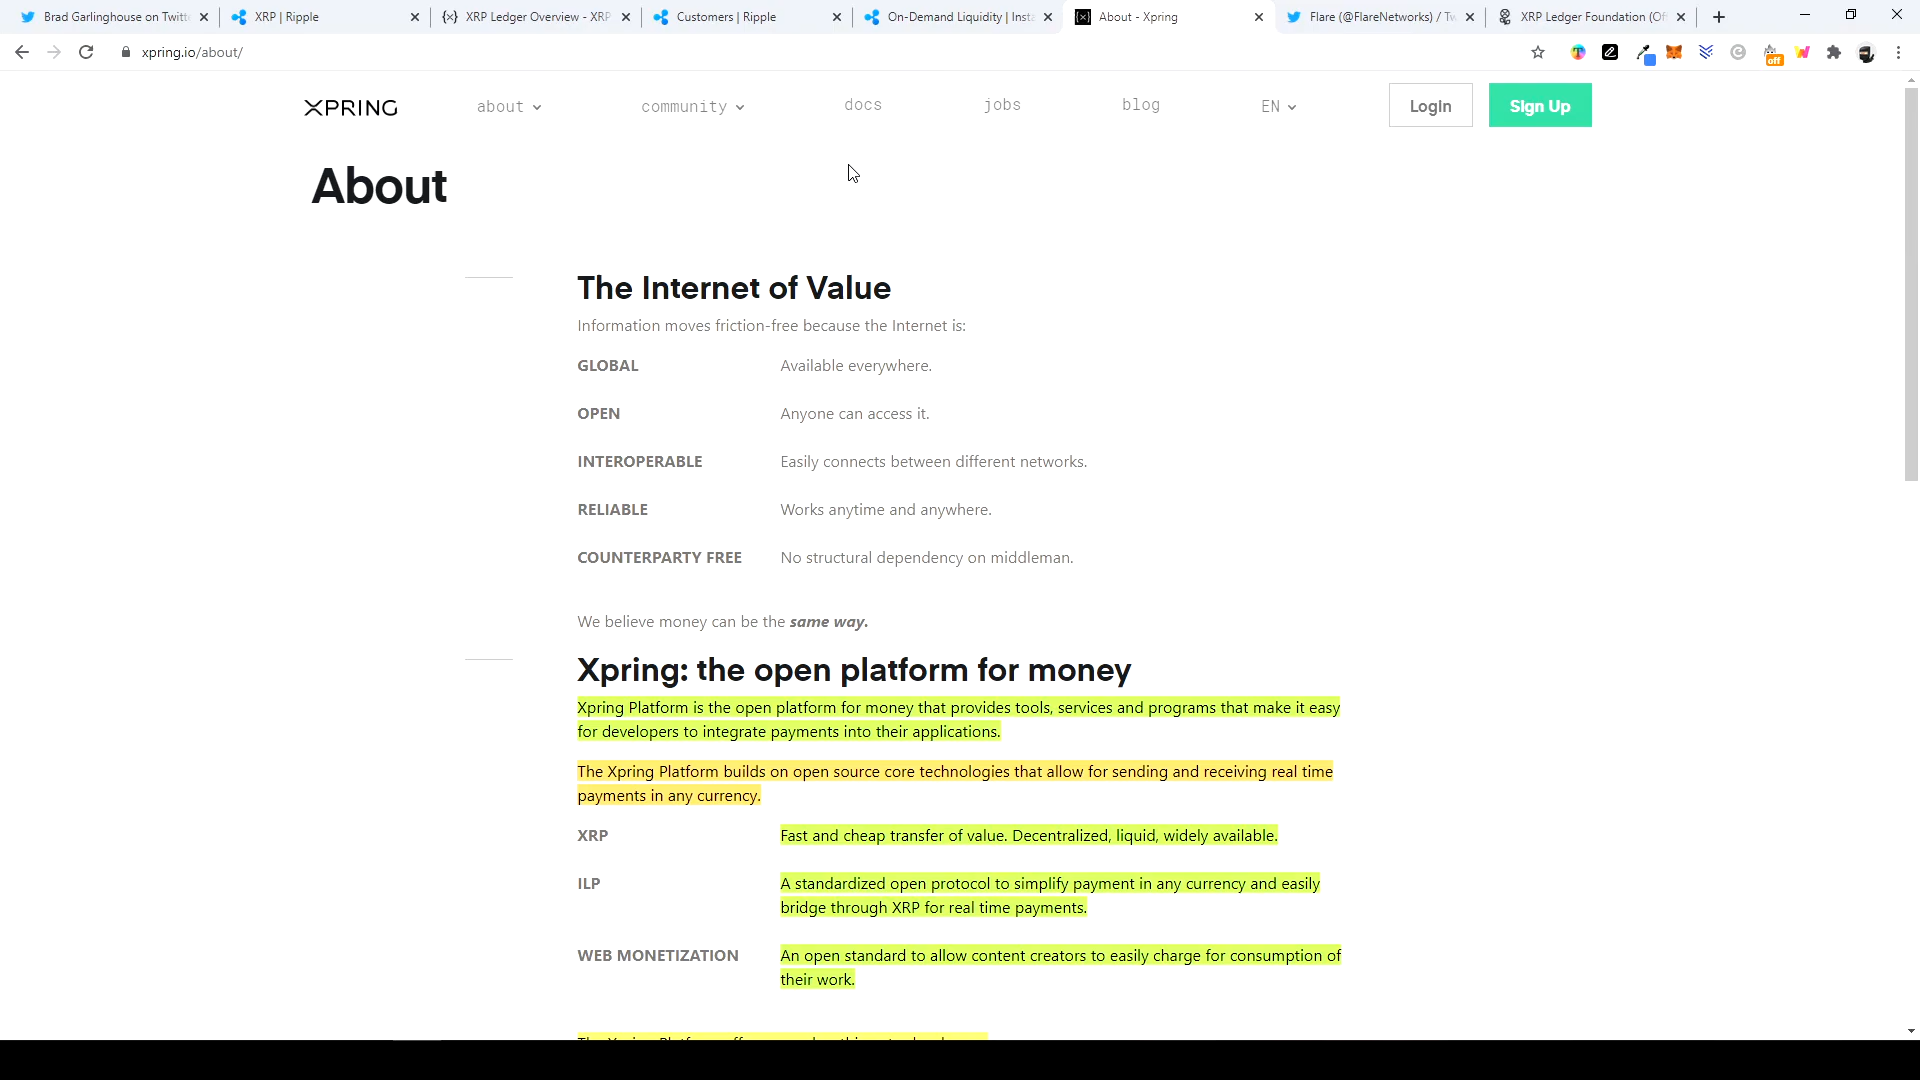 Brad Garlinghouse on Twitt
XRP | Ripple
XRP Ledger Overview - XRP
Customers | Ripple
On-Demand Liquidity | Insta
About - Xpring
Flare (@FlareNetworks) / Tw
XRP Ledger Foundation (Of
xpring.io/about/
off
XPRING
about
community
docs
jobs
blog
EN
Login
Sign Up
About
The Internet of Value
Information moves friction-free because the Internet is:
GLOBAL Available everywhere.
OPEN Anyone can access it.
INTEROPERABLE Easily connects between different networks.
RELIABLE Works anytime and anywhere.
COUNTERPARTY FREE No structural dependency on middleman.
We believe money can be the same way.
Xpring: the open platform for money
Xpring Platform is the open platform for money that provides tools, services and programs that make it easy
for developers to integrate payments into their applications.
The Xpring Platform builds on open source core technologies that allow for sending and receiving real time
payments in any currency.
XRP Fast and cheap transfer of value. Decentralized, liquid, widely available.
ILP A standardized open protocol to simplify payment in any currency and easily
bridge through XRP for real time payments.
WEB MONETIZATION An open standard to allow content creators to easily charge for consumption of
their work.
The Xpring Platform